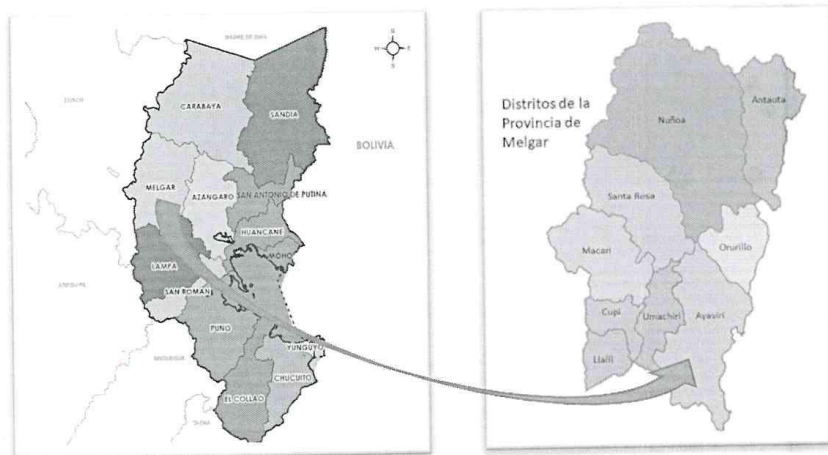 MADRE DE DIOS
N
W E
S
CARABAYA
SANDIA
CUSCO
BOLIVIA
MELGAR
AZANGARO
SAN ANTONIO DE PUTINA
HUANCANE
MOHO
LAMPA
AREQUIPA
SAN ROMAN
PUNO
MOQUEGUA
YUNGUYO
CHUCUITO
EL COLLAO
TACNA
Distritos de la
Provincia de
Melgar
Antauta
Nuñoa
Santa Rosa
Orurillo
Macari
Cupi
Umachiri
Ayaviri
Llalli